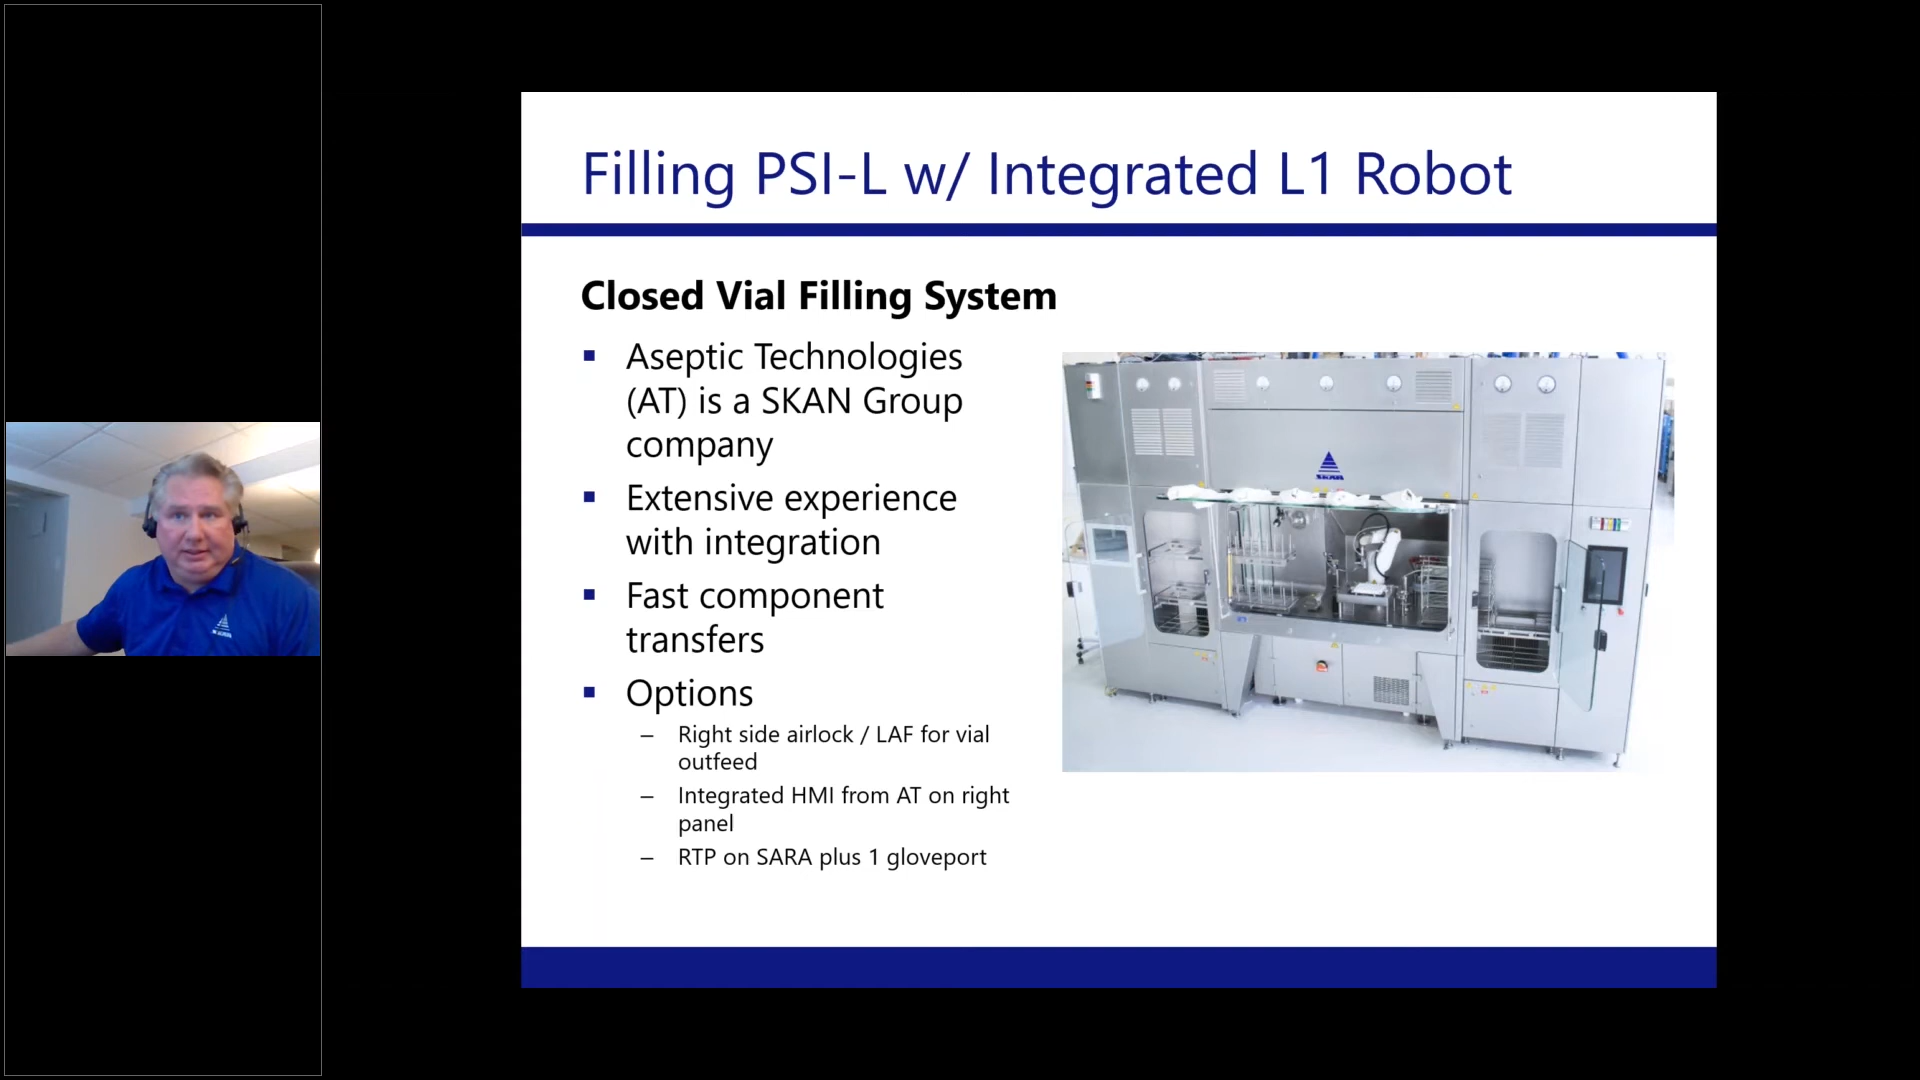 Filling PSI-L w/ Integrated L1 Robot
Closed Vial Filling System
▪ Aseptic Technologies
(AT) is a SKAN Group
company
▪ Extensive experience
with integration
▪ Fast component
transfers
▪ Options
– Right side airlock / LAF for vial
outfeed
– Integrated HMI from AT on right
panel
– RTP on SARA plus 1 gloveport
SKAN